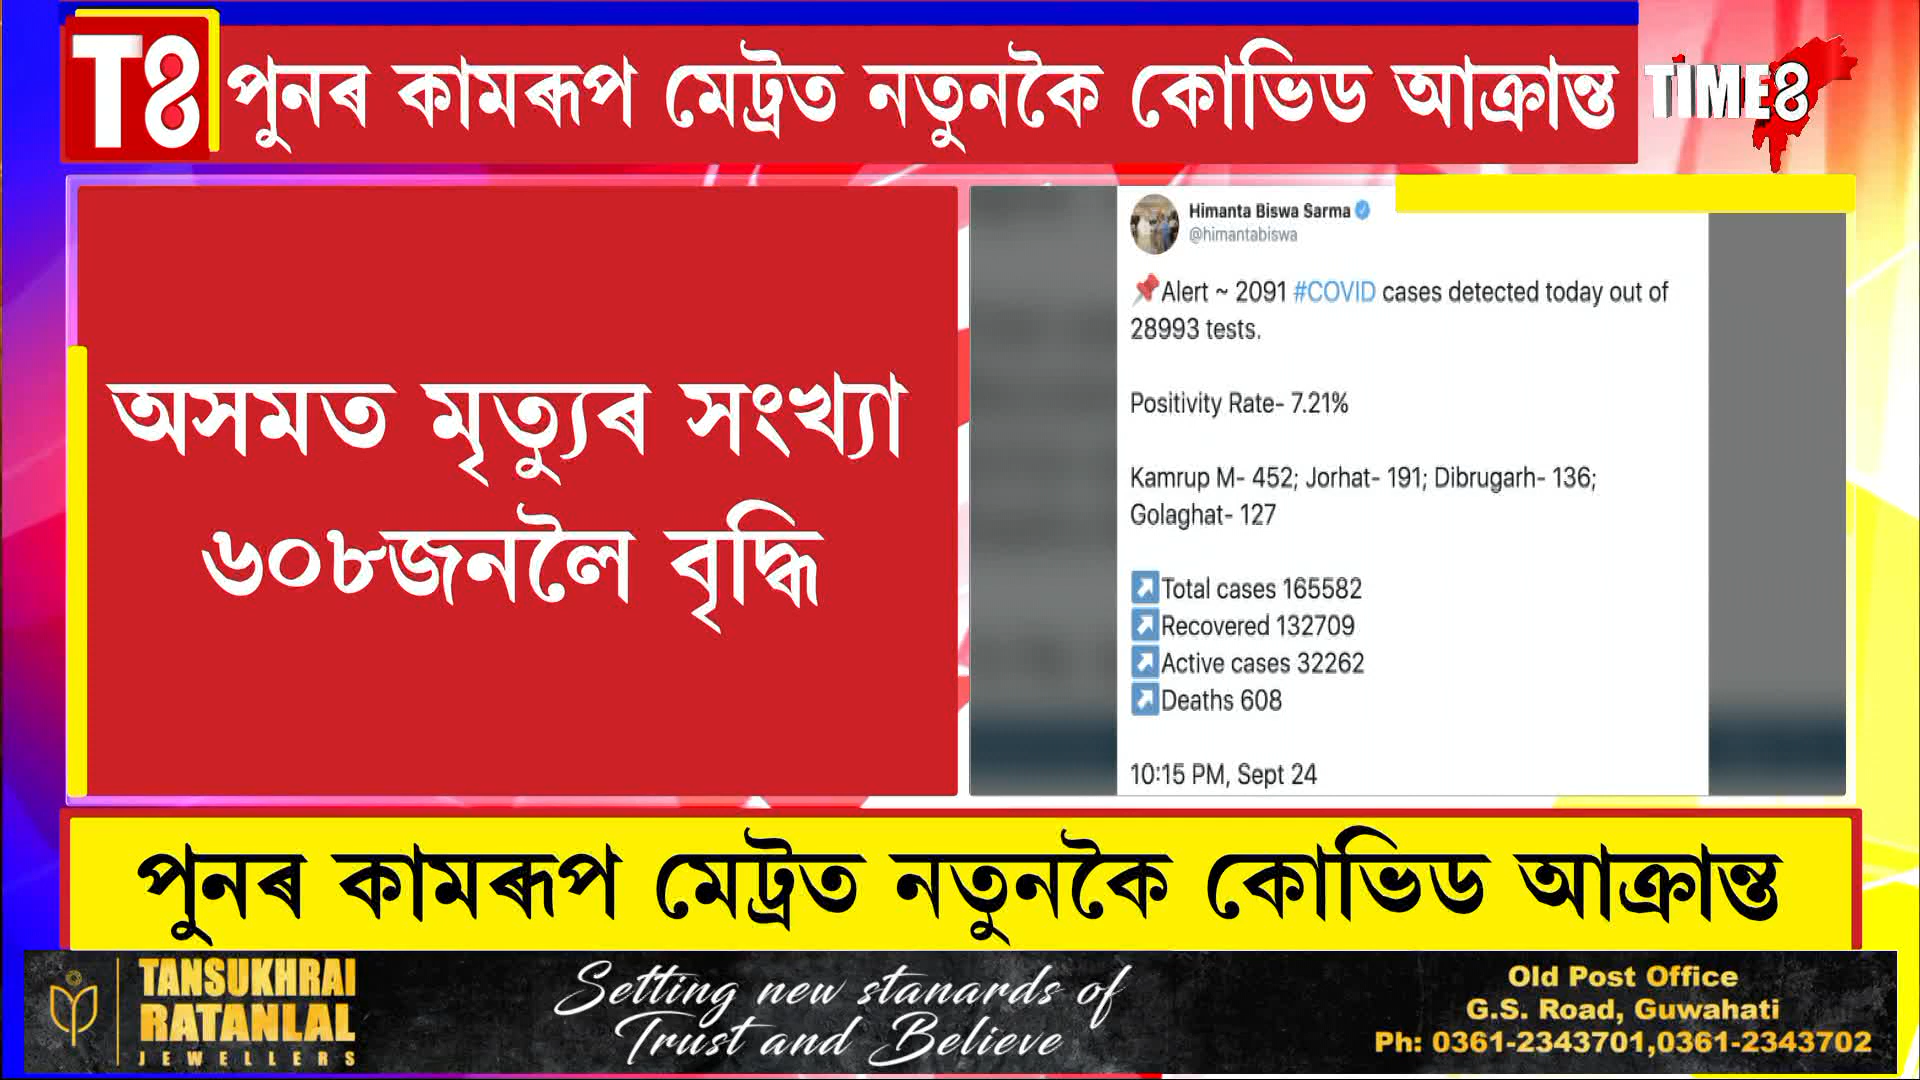 T8 পুনৰ কামৰূপ মেট্ৰত নতুনকৈ কোভিড আক্ৰান্ত TIME8
অসমত মৃত্যুৰ সংখ্যা
৬০৮জনলৈ বৃদ্ধি
Himanta Biswa Sarma
@himantabiswa
Alert ~ 2091 #COVID cases detected today out of
28993 tests.
Positivity Rate- 7.21%
Kamrup M- 452; Jorhat- 191; Dibrugarh- 136;
Golaghat- 127
Total cases 165582
Recovered 132709
Active cases 32262
Deaths 608
10:15 PM, Sept 24
পুনৰ কামৰূপ মেট্ৰত নতুনকৈ কোভিড আক্ৰান্ত
TANSUKHRAI
RATANLAL
JEWELLERS
Setting new stanards of
Trust and Believe
Old Post Office
G.S. Road, Guwahati
Ph: 0361-2343701,0361-2343702